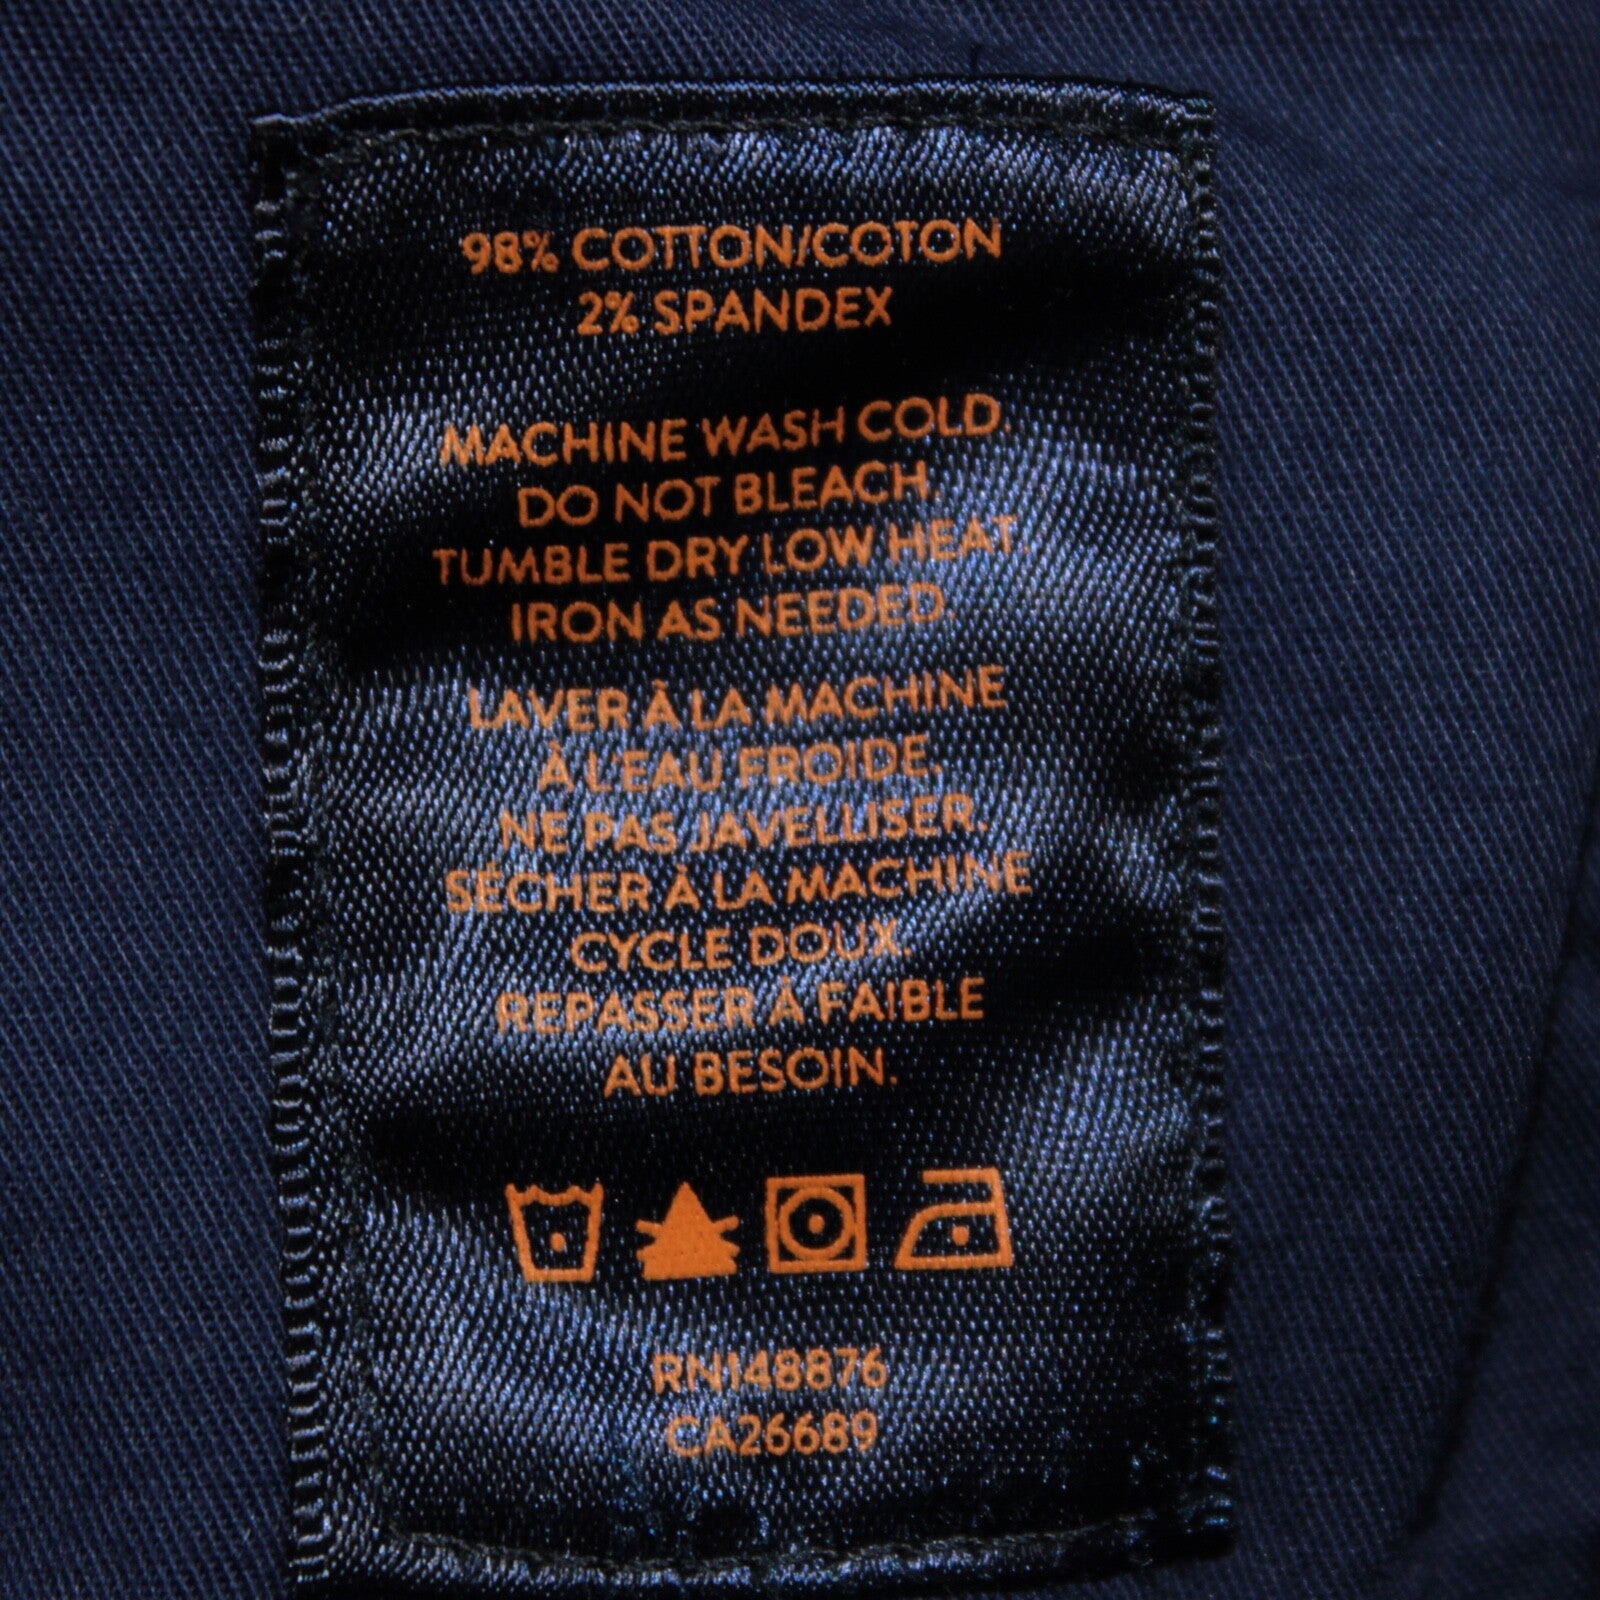 98% COTTON/COTON
2% SPANDEX
MACHINE WASH COLD.
DO NOT BLEACH.
TUMBLE DRY LOW HEAT.
IRON AS NEEDED.
LAVER À LA MACHINE
À L'EAU FROIDE.
NE PAS JAVELLISER.
SÉCHER À LA MACHINE
CYCLE DOUX.
REPASSER À FAIBLE
AU BESOIN.
RN148876
CA26689